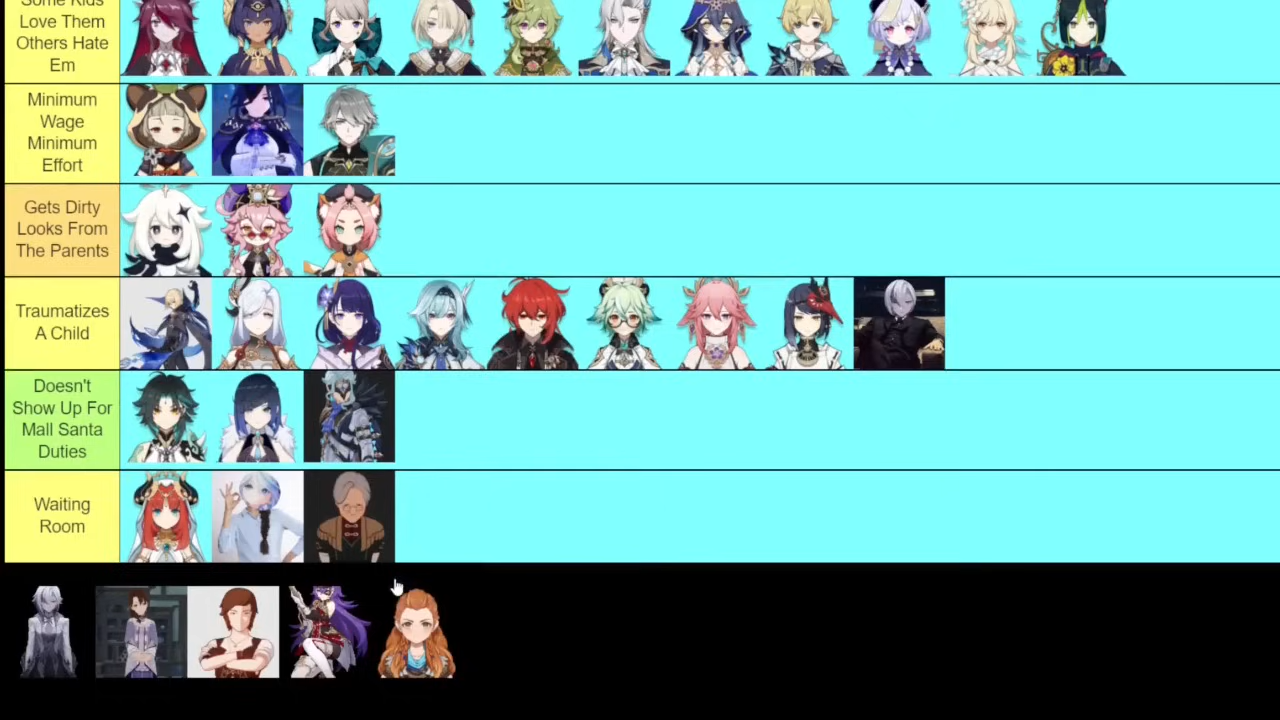 Some Kids
Love Them
Others Hate
Em
Minimum
Wage
Minimum
Effort
Gets Dirty
Looks From
The Parents
Traumatizes
A Child
Doesn't
Show Up For
Mall Santa
Duties
Waiting
Room